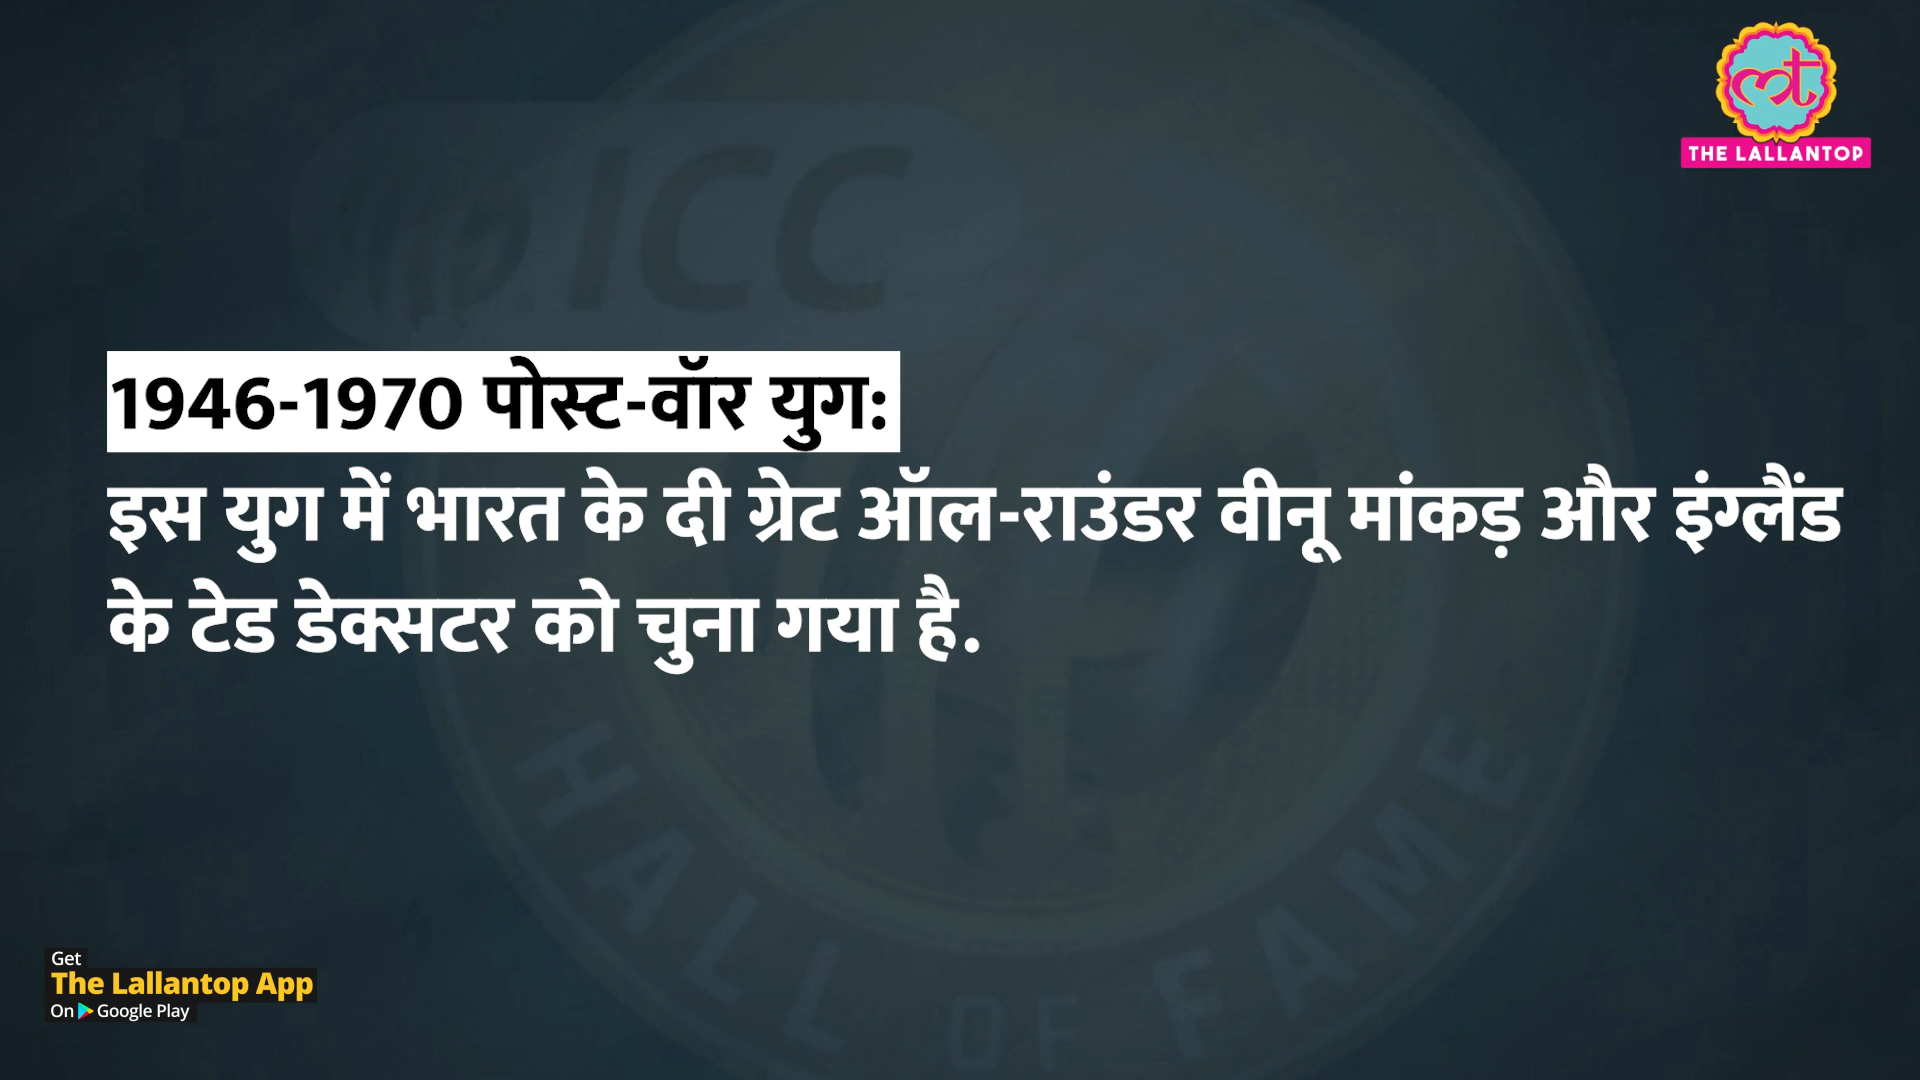 ICC
THE LALLANTOP
1946-1970 पोस्ट-वॉर युग:
इस युग में भारत के दी ग्रेट ऑल-राउंडर वीनू मांकड़ और इंग्लैंड
के टेड डेक्सटर को चुना गया है.
HALL OF FAME
Get
The Lallantop App
On Google Play